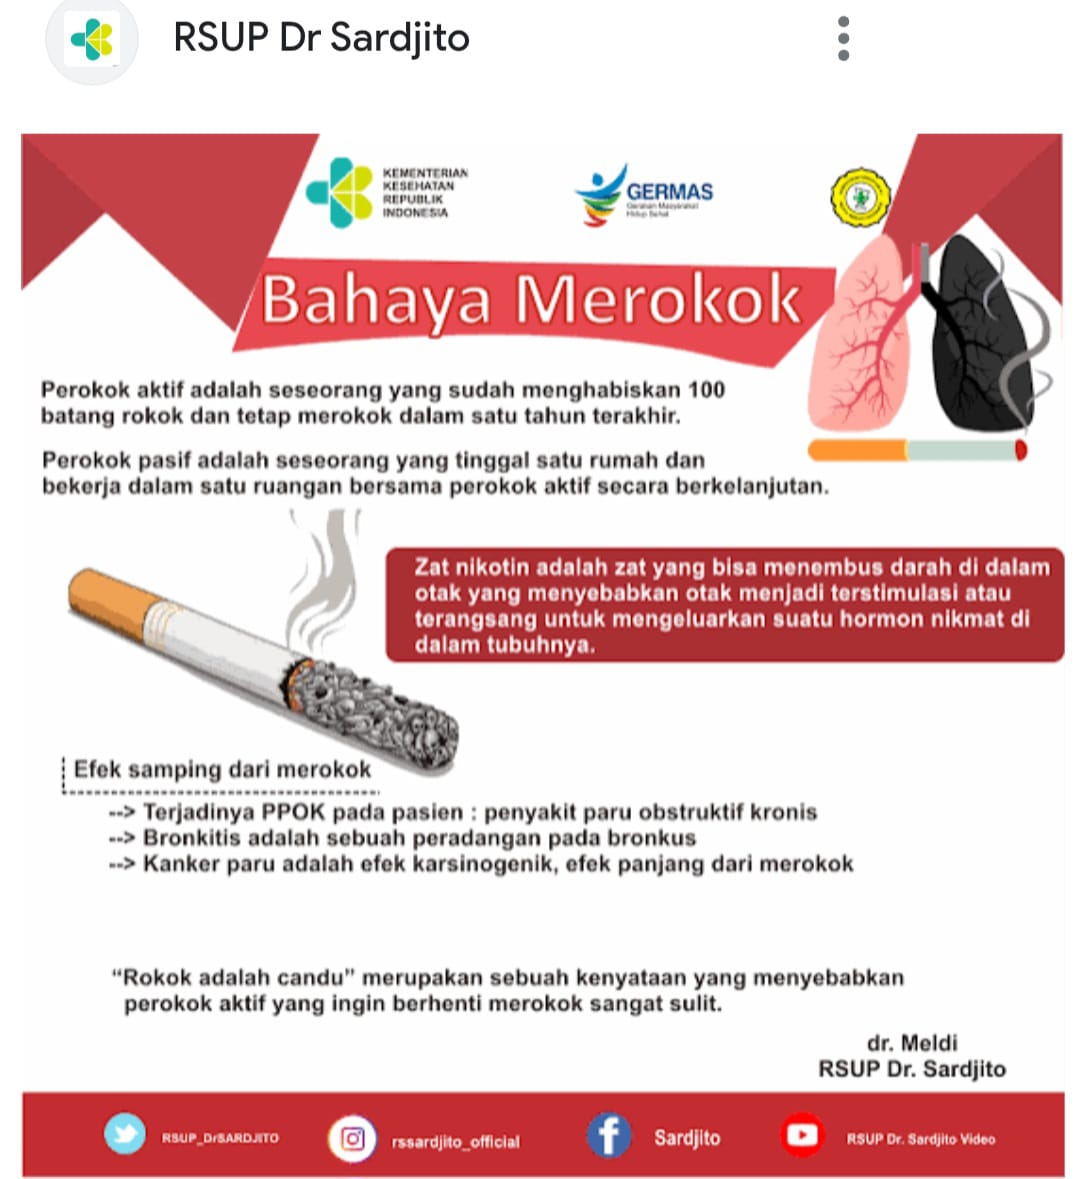 RSUP Dr Sardjito
KEMENTERIAN
KESEHATAN
REPUBLIK
INDONESIA
GERMAS
Gerakan Masyarakat
Hidup Sehat
Bahaya Merokok
Perokok aktif adalah seseorang yang sudah menghabiskan 100
batang rokok dan tetap merokok dalam satu tahun terakhir.
Perokok pasif adalah seseorang yang tinggal satu rumah dan
bekerja dalam satu ruangan bersama perokok aktif secara berkelanjutan.
Zat nikotin adalah zat yang bisa menembus darah di dalam
otak yang menyebabkan otak menjadi terstimulasi atau
terangsang untuk mengeluarkan suatu hormon nikmat di
dalam tubuhnya.
Efek samping dari merokok
--> Terjadinya PPOK pada pasien : penyakit paru obstruktif kronis
--> Bronkitis adalah sebuah peradangan pada bronkus
--> Kanker paru adalah efek karsinogenik, efek panjang dari merokok
“Rokok adalah candu” merupakan sebuah kenyataan yang menyebabkan
perokok aktif yang ingin berhenti merokok sangat sulit.
dr. Meldi
RSUP Dr. Sardjito
RSUP_DrSARDJITO
rssardjito_official
Sardjito
RSUP Dr. Sardjito Video